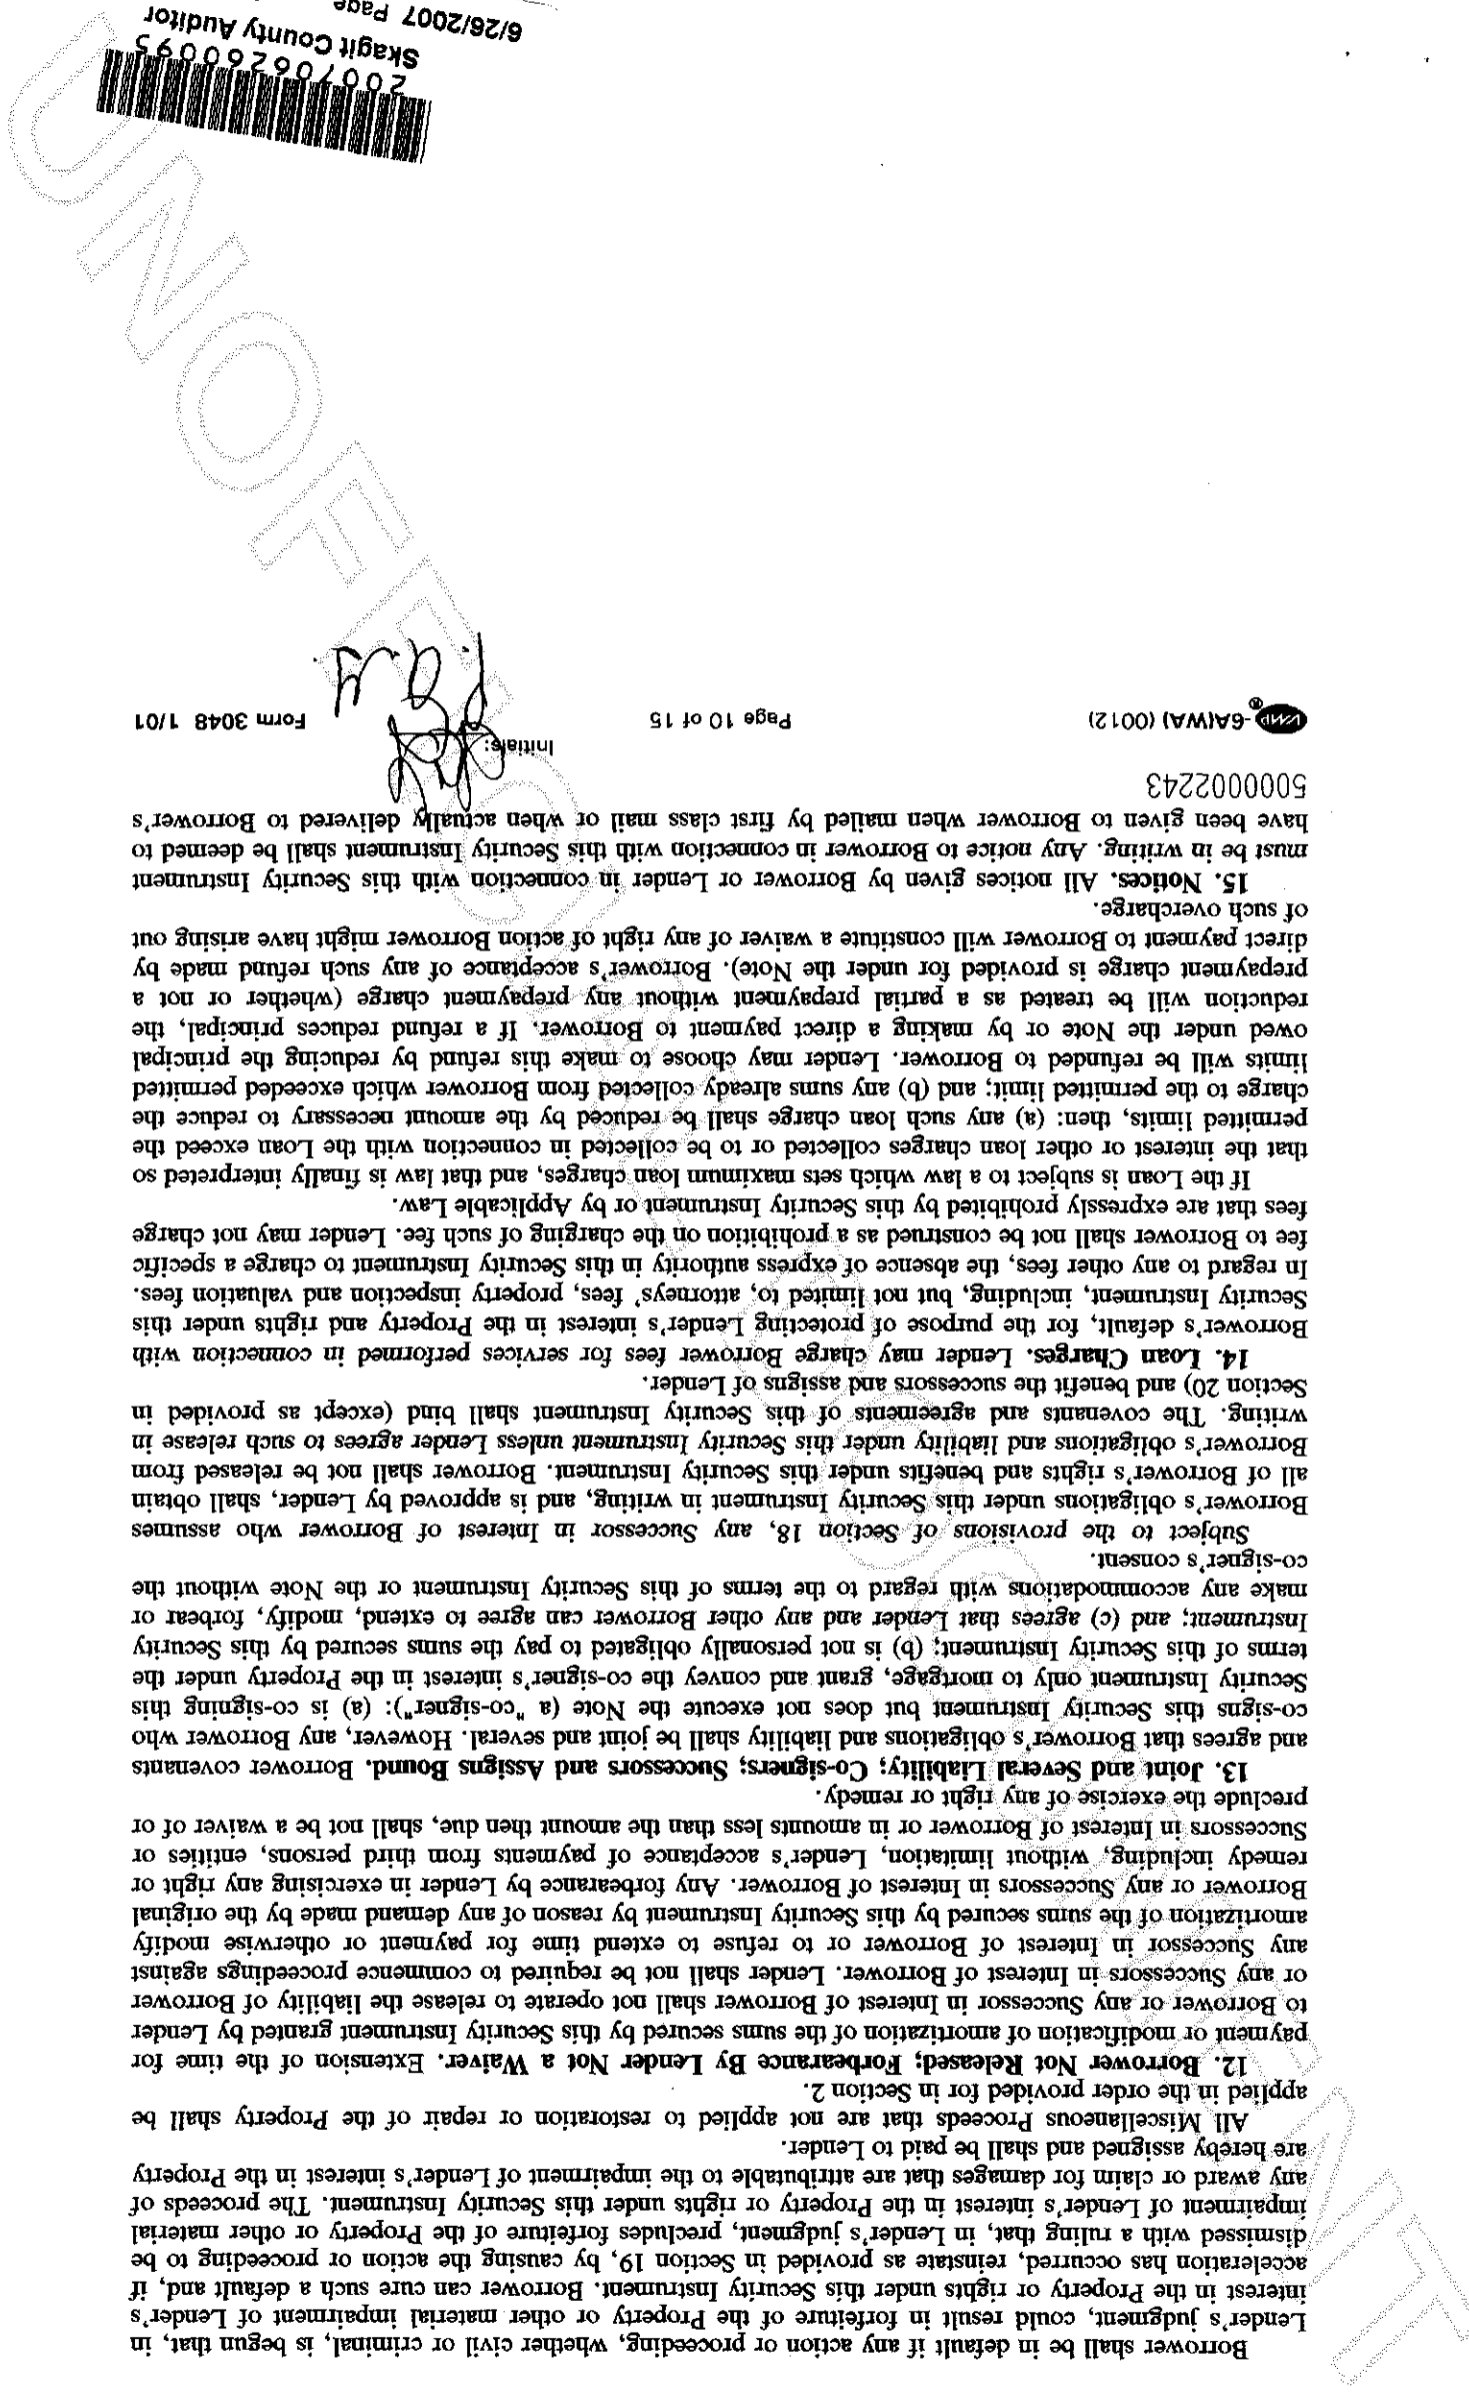 Borrower shall be in default if any action or proceeding, whether civil or criminal, is begun that, in
Lender's judgment, could result in forfeiture of the Property or other material impairment of Lender's
interest in the Property or rights under this Security Instrument. Borrower can cure such a default and, if
acceleration has occurred, reinstate as provided in Section 19, by causing the action or proceeding to be
dismissed with a ruling that, in Lender's judgment, precludes forfeiture of the Property or other material
impairment of Lender's interest in the Property or rights under this Security Instrument. The proceeds of
any award or claim for damages that are attributable to the impairment of Lender's interest in the Property
are hereby assigned and shall be paid to Lender.
All Miscellaneous Proceeds that are not applied to restoration or repair of the Property shall be
applied in the order provided for in Section 2.
12. Borrower Not Released; Forbearance By Lender Not a Waiver. Extension of the time for
payment or modification of amortization of the sums secured by this Security Instrument granted by Lender
to Borrower or any Successor in Interest of Borrower shall not operate to release the liability of Borrower
or any Successors in Interest of Borrower. Lender shall not be required to commence proceedings against
any Successor in Interest of Borrower or to refuse to extend time for payment or otherwise modify
amortization of the sums secured by this Security Instrument by reason of any demand made by the original
Borrower or any Successors in Interest of Borrower. Any forbearance by Lender in exercising any right or
remedy including, without limitation, Lender's acceptance of payments from third persons, entities or
Successors in Interest of Borrower or in amounts less than the amount then due, shall not be a waiver of or
preclude the exercise of any right or remedy.
13. Joint and Several Liability; Co-signers; Successors and Assigns Bound. Borrower covenants
and agrees that Borrower's obligations and liability shall be joint and several. However, any Borrower who
co-signs this Security Instrument but does not execute the Note (a "co-signer"): (a) is co-signing this
Security Instrument only to mortgage, grant and convey the co-signer's interest in the Property under the
terms of this Security Instrument; (b) is not personally obligated to pay the sums secured by this Security
Instrument; and (c) agrees that Lender and any other Borrower can agree to extend, modify, forbear or
make any accommodations with regard to the terms of this Security Instrument or the Note without the
co-signer's consent.
Subject to the provisions of Section 18, any Successor in Interest of Borrower who assumes
Borrower's obligations under this Security Instrument in writing, and is approved by Lender, shall obtain
all of Borrower's rights and benefits under this Security Instrument. Borrower shall not be released from
Borrower's obligations and liability under this Security Instrument unless Lender agrees to such release in
writing. The covenants and agreements of this Security Instrument shall bind (except as provided in
Section 20) and benefit the successors and assigns of Lender.
14. Loan Charges. Lender may charge Borrower fees for services performed in connection with
Borrower's default, for the purpose of protecting Lender's interest in the Property and rights under this
Security Instrument, including, but not limited to, attorneys' fees, property inspection and valuation fees.
In regard to any other fees, the absence of express authority in this Security Instrument to charge a specific
fee to Borrower shall not be construed as a prohibition on the charging of such fee. Lender may not charge
fees that are expressly prohibited by this Security Instrument or by Applicable Law.
If the Loan is subject to a law which sets maximum loan charges, and that law is finally interpreted so
that the interest or other loan charges collected or to be collected in connection with the Loan exceed the
permitted limits, then: (a) any such loan charge shall be reduced by the amount necessary to reduce the
charge to the permitted limit; and (b) any sums already collected from Borrower which exceeded permitted
limits will be refunded to Borrower. Lender may choose to make this refund by reducing the principal
owed under the Note or by making a direct payment to Borrower. If a refund reduces principal, the
reduction will be treated as a partial prepayment without any prepayment charge (whether or not a
prepayment charge is provided for under the Note). Borrower's acceptance of any such refund made by
direct payment to Borrower will constitute a waiver of any right of action Borrower might have arising out
of such overcharge.
15. Notices. All notices given by Borrower or Lender in connection with this Security Instrument
must be in writing. Any notice to Borrower in connection with this Security Instrument shall be deemed to
have been given to Borrower when mailed by first class mail or when actually delivered to Borrower's
5000002243
Initials:
VMP®-6A(WA) (0012) Page 10 of 15 Form 3048 1/01
200706260095
Skagit County Auditor
6/26/2007 Page
UNOFFICIAL DOCUMENT